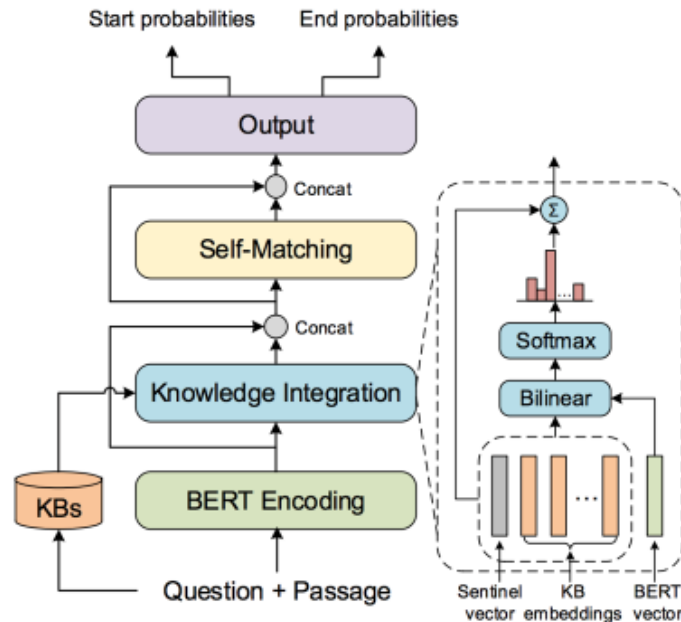 Start probabilities
End probabilities
Output
Concat
Self-Matching
Concat
Knowledge Integration
KBs
BERT Encoding
Question + Passage
Σ
...
Softmax
Bilinear
...
Sentinel
vector
KB
embeddings
BERT
vector